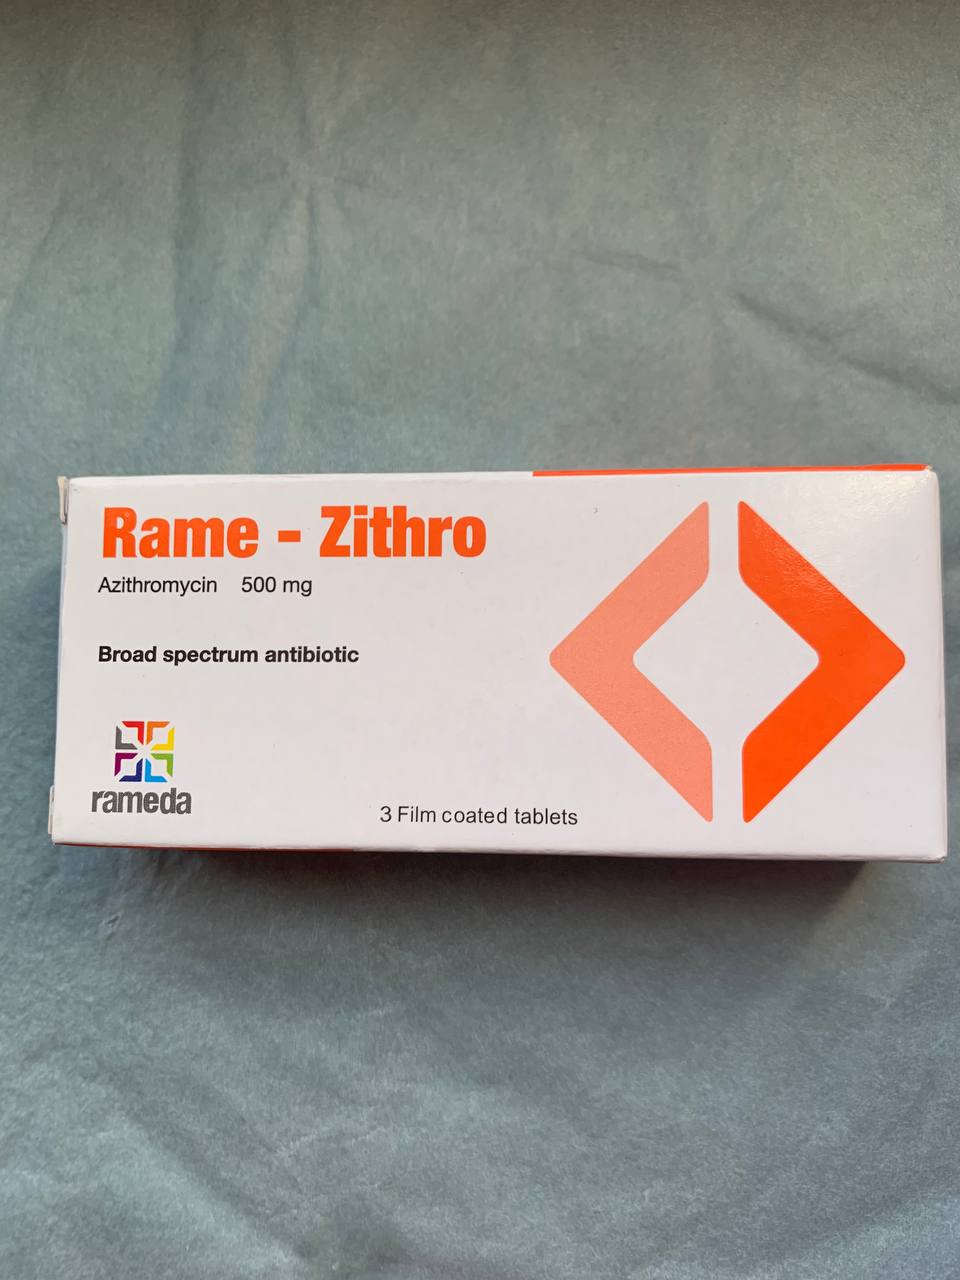 Rame - Zithro
Azithromycin 500 mg
Broad spectrum antibiotic
rameda
3 Film coated tablets